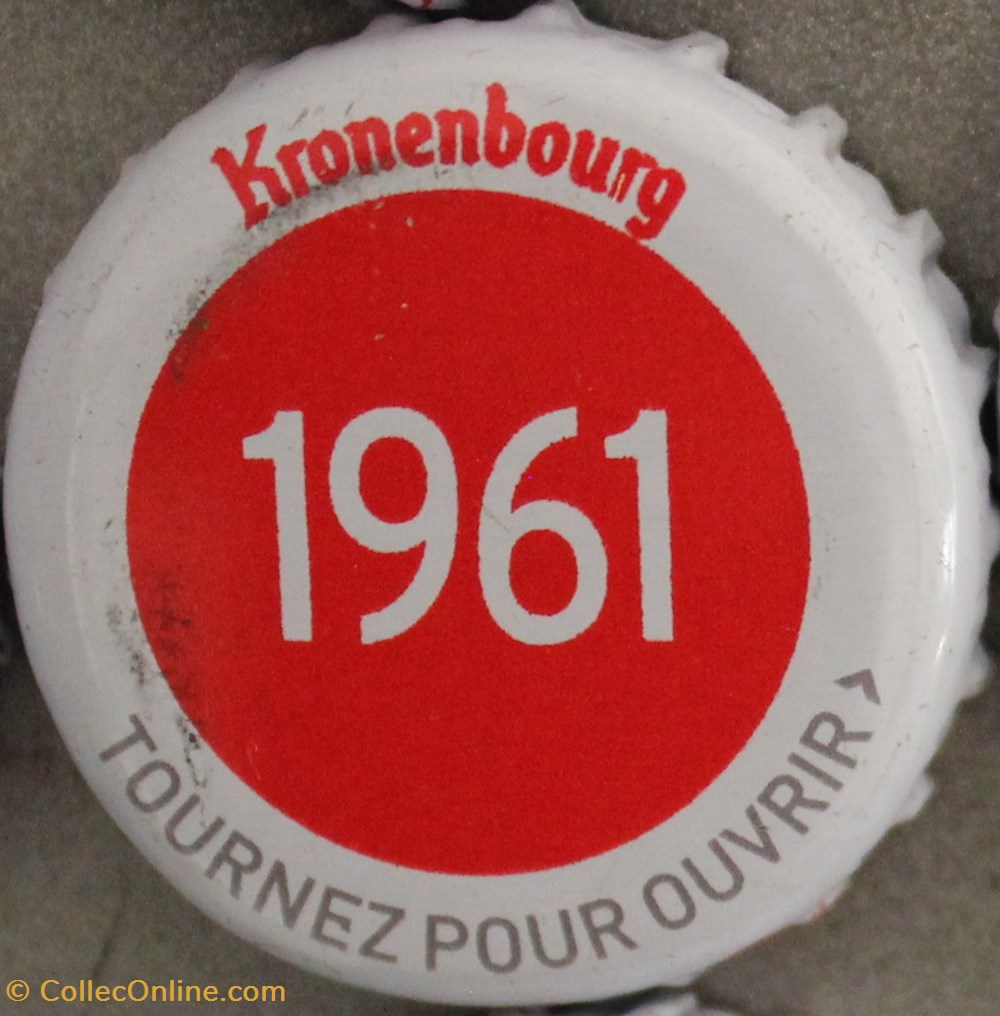 Kronenbourg
1961
TOURNEZ POUR OUVRIR >
© CollecOnline.com